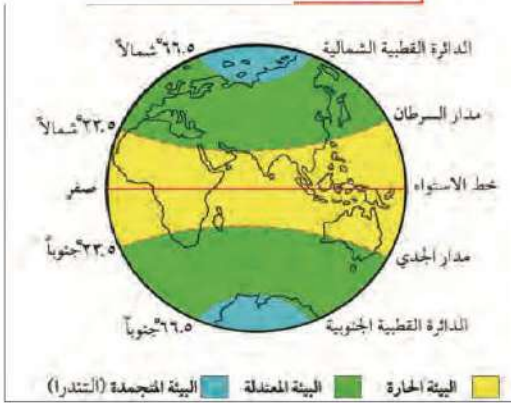 الدائرة القطبية الشمالية ٦٦.٥° شمالاً
مدار السرطان ٢٣.٥° شمالاً
خط الاستواء صفر
مدار الجدي ٢٣.٥° جنوباً
الدائرة القطبية الجنوبية ٦٦.٥° جنوباً
البيئة الحارة البيئة المعتدلة البيئة المتجمدة (التندرا)